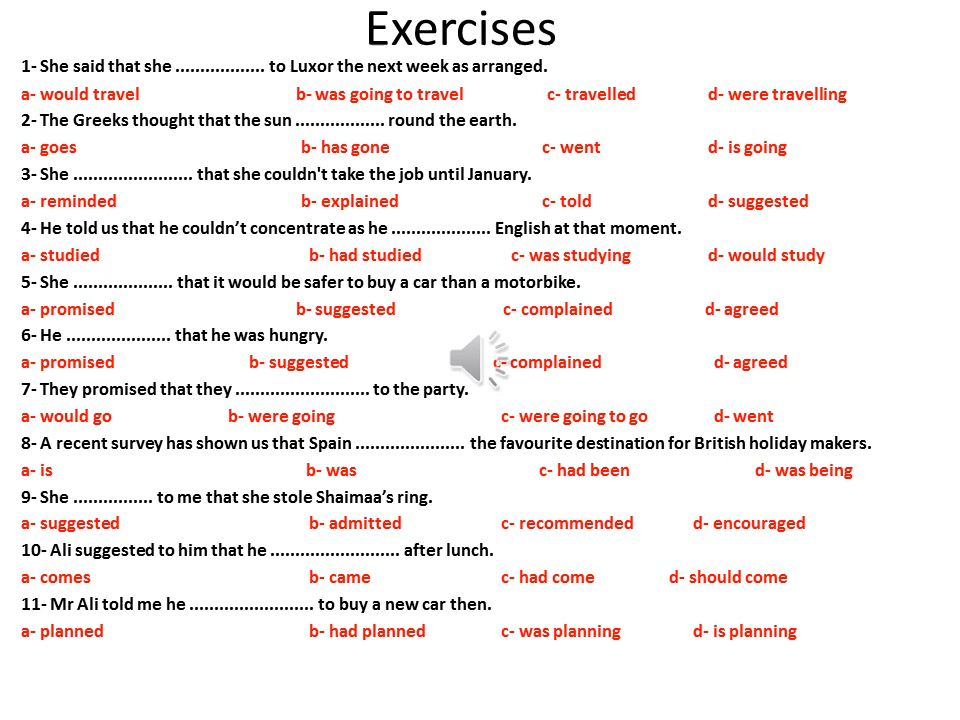 Exercises
1- She said that she .................. to Luxor the next week as arranged.
a- would travel b- was going to travel c- travelled d- were travelling
2- The Greeks thought that the sun .................. round the earth.
a- goes b- has gone c- went d- is going
3- She ........................ that she couldn't take the job until January.
a- reminded b- explained c- told d- suggested
4- He told us that he couldn’t concentrate as he .................... English at that moment.
a- studied b- had studied c- was studying d- would study
5- She .................... that it would be safer to buy a car than a motorbike.
a- promised b- suggested c- complained d- agreed
6- He ..................... that he was hungry.
a- promised b- suggested c- complained d- agreed
7- They promised that they ........................... to the party.
a- would go b- were going c- were going to go d- went
8- A recent survey has shown us that Spain ...................... the favourite destination for British holiday makers.
a- is b- was c- had been d- was being
9- She ................ to me that she stole Shaimaa’s ring.
a- suggested b- admitted c- recommended d- encouraged
10- Ali suggested to him that he .......................... after lunch.
a- comes b- came c- had come d- should come
11- Mr Ali told me he ......................... to buy a new car then.
a- planned b- had planned c- was planning d- is planning